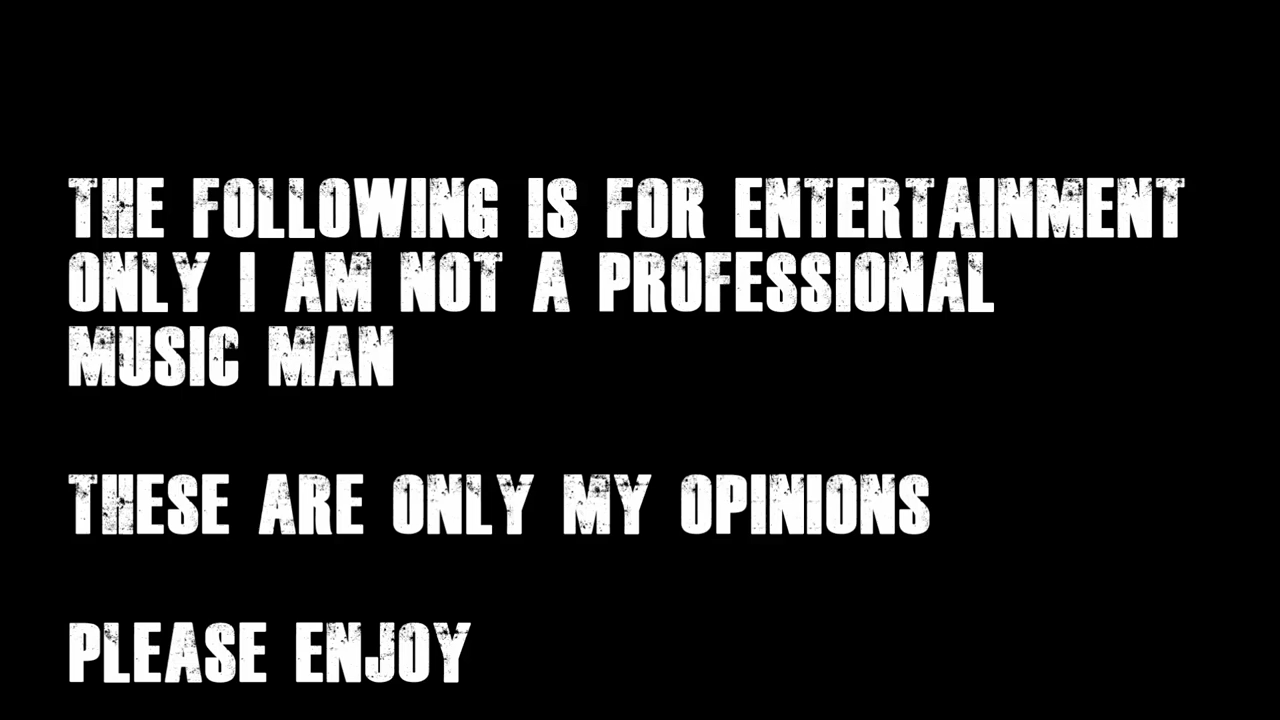 THE FOLLOWING IS FOR ENTERTAINMENT
ONLY I AM NOT A PROFESSIONAL
MUSIC MAN
THESE ARE ONLY MY OPINIONS
PLEASE ENJOY